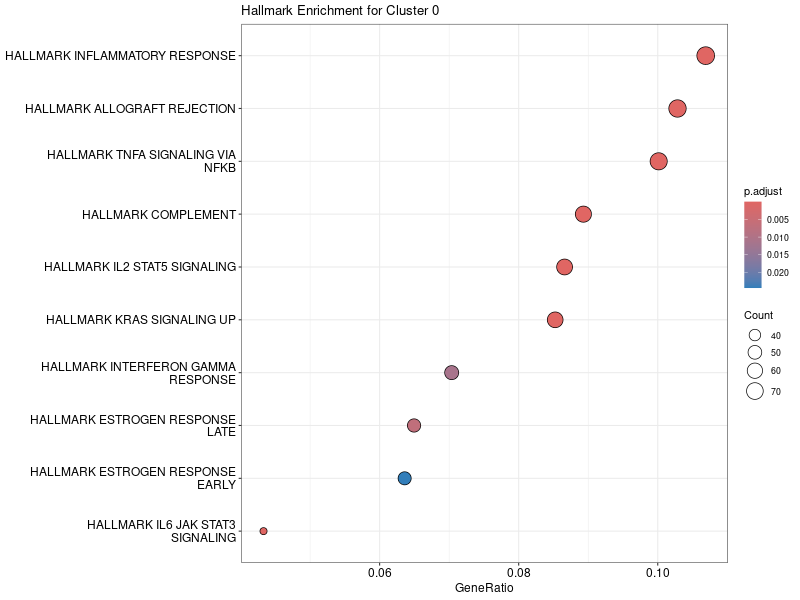 Hallmark Enrichment for Cluster 0
HALLMARK INFLAMMATORY RESPONSE
HALLMARK ALLOGRAFT REJECTION
HALLMARK TNFA SIGNALING VIA
NFKB
HALLMARK COMPLEMENT
HALLMARK IL2 STAT5 SIGNALING
HALLMARK KRAS SIGNALING UP
HALLMARK INTERFERON GAMMA
RESPONSE
HALLMARK ESTROGEN RESPONSE
LATE
HALLMARK ESTROGEN RESPONSE
EARLY
HALLMARK IL6 JAK STAT3
SIGNALING
0.06 0.08 0.10
GeneRatio
p.adjust
0.005
0.010
0.015
0.020
Count
40
50
60
70